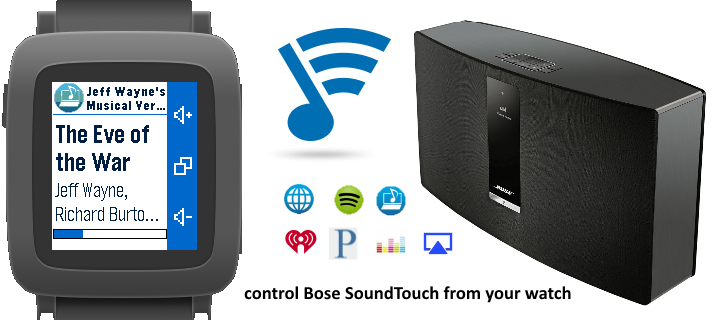 Jeff Wayne's
Musical Ver...
The Eve of
the War
Jeff Wayne,
Richard Burto...
P
BOSE
control Bose SoundTouch from your watch